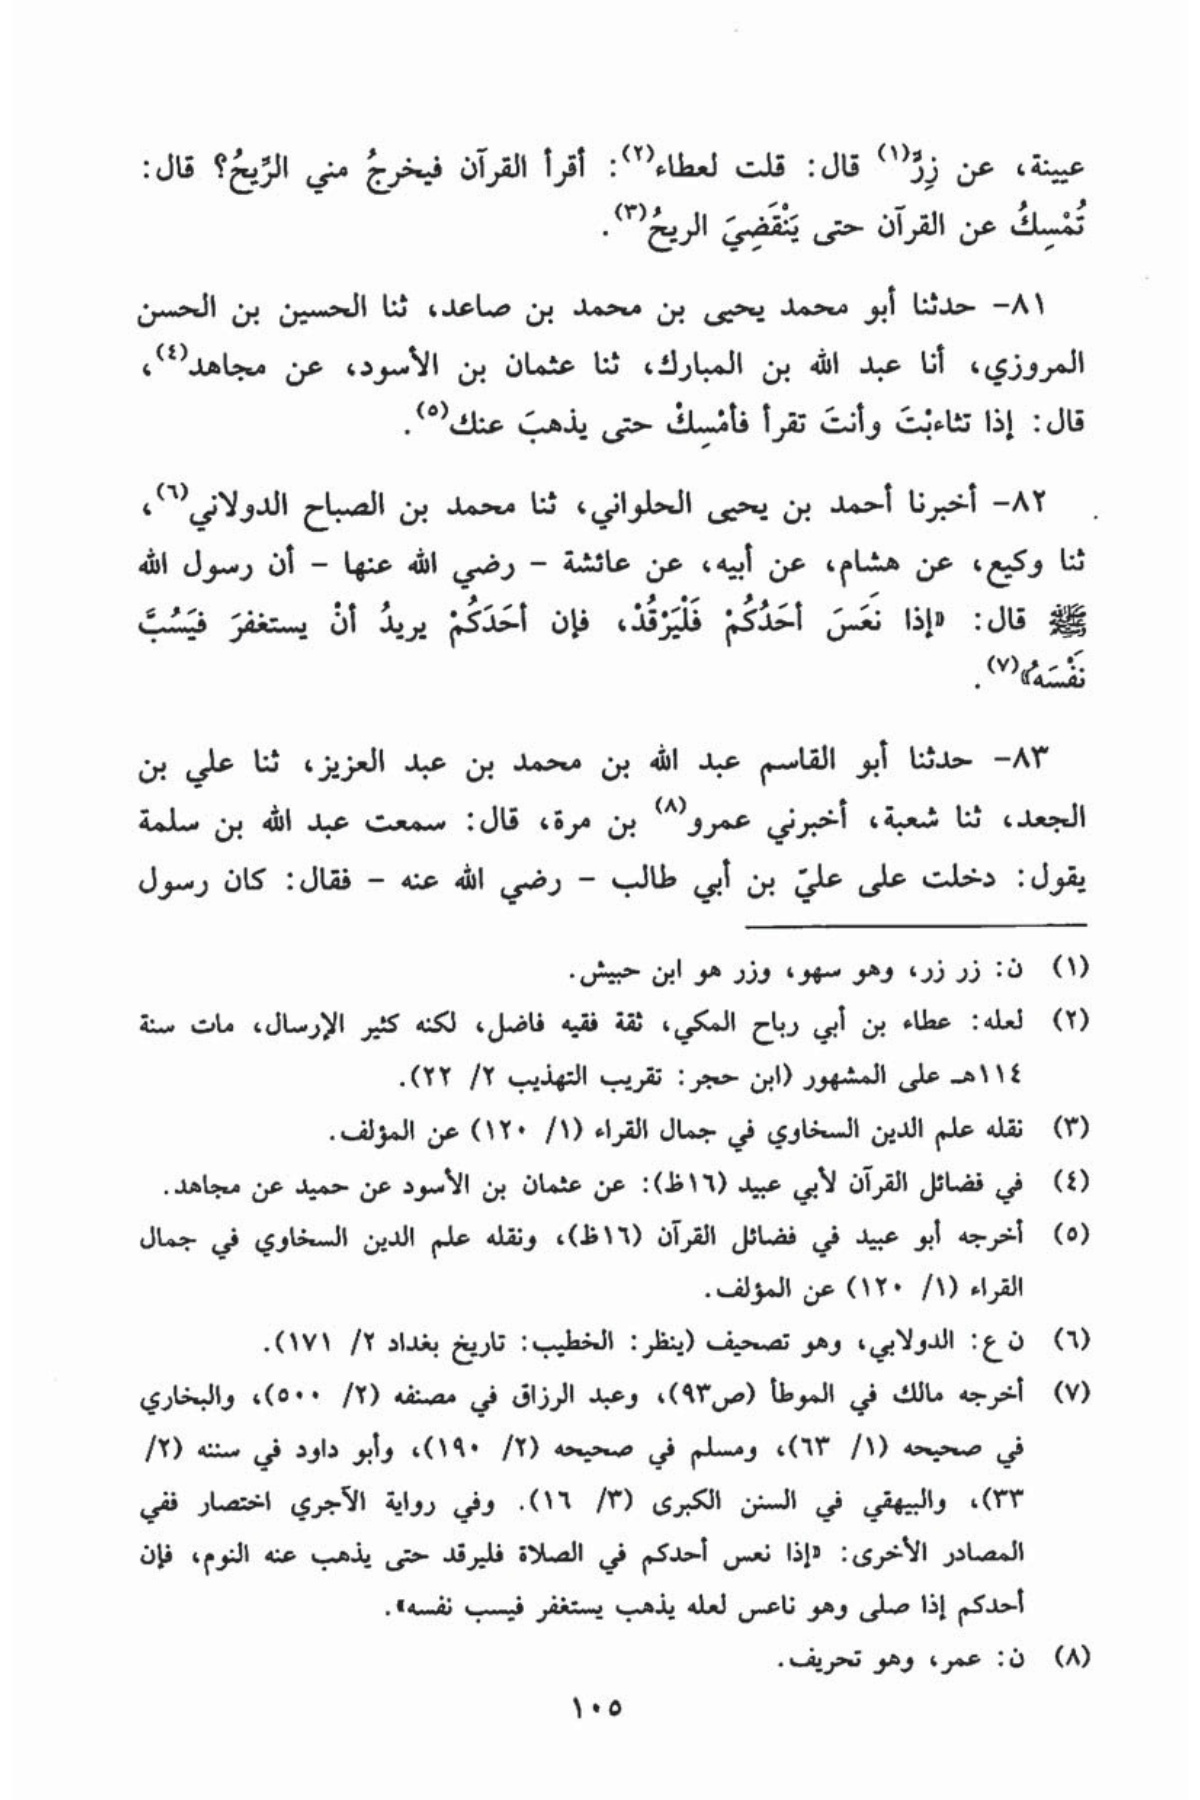 عيينة، عن زِرٍّ(١) قال: قلت لعطاء(٢): أقرأ القرآن فيخرجُ مني الرِّيحُ؟ قال:
تُمْسِكُ عن القرآن حتى يَنْقَضِيَ الريحُ(٣).
٨١- حدثنا أبو محمد يحيى بن محمد بن صاعد، ثنا الحسين بن الحسن
المروزي، أنا عبد الله بن المبارك، ثنا عثمان بن الأسود، عن مجاهد(٤)،
قال: إذا تثاءبْتَ وأنتَ تقرأ فأمْسِكْ حتى يذهبَ عنك(٥).
٨٢- أخبرنا أحمد بن يحيى الحلواني، ثنا محمد بن الصباح الدولاني(٦)،
ثنا وكيع، عن هشام، عن أبيه، عن عائشة - رضي الله عنها - أن رسول الله
ﷺ قال: «إذا نَعَسَ أحَدُكُمْ فَلْيَرْقُدْ، فإن أحَدَكُمْ يريدُ أنْ يستغفرَ فيَسُبَّ
نَفْسَهُ»(٧).
٨٣- حدثنا أبو القاسم عبد الله بن محمد بن عبد العزيز، ثنا علي بن
الجعد، ثنا شعبة، أخبرني عمرو(٨) بن مرة، قال: سمعت عبد الله بن سلمة
يقول: دخلت على عليّ بن أبي طالب - رضي الله عنه - فقال: كان رسول
(١) ن: زر زر، وهو سهو، وزر هو ابن حبيش.
(٢) لعله: عطاء بن أبي رباح المكي، ثقة فقيه فاضل، لكنه كثير الإرسال، مات سنة
١١٤هـ على المشهور (ابن حجر: تقريب التهذيب ٢/ ٢٢).
(٣) نقله علم الدين السخاوي في جمال القراء (١/ ١٢٠) عن المؤلف.
(٤) في فضائل القرآن لأبي عبيد (١٦ظ): عن عثمان بن الأسود عن حميد عن مجاهد.
(٥) أخرجه أبو عبيد في فضائل القرآن (١٦ظ)، ونقله علم الدين السخاوي في جمال
القراء (١/ ١٢٠) عن المؤلف.
(٦) ن ع: الدولابي، وهو تصحيف (ينظر: الخطيب: تاريخ بغداد ٢/ ١٧١).
(٧) أخرجه مالك في الموطأ (ص٩٣)، وعبد الرزاق في مصنفه (٢/ ٥٠٠)، والبخاري
في صحيحه (١/ ٦٣)، ومسلم في صحيحه (٢/ ١٩٠)، وأبو داود في سننه (٢/
٣٣)، والبيهقي في السنن الكبرى (٣/ ١٦). وفي رواية الآجري اختصار ففي
المصادر الأخرى: «إذا نعس أحدكم في الصلاة فليرقد حتى يذهب عنه النوم، فإن
أحدكم إذا صلى وهو ناعس لعله يذهب يستغفر فيسب نفسه».
(٨) ن: عمر، وهو تحريف.
١٠٥